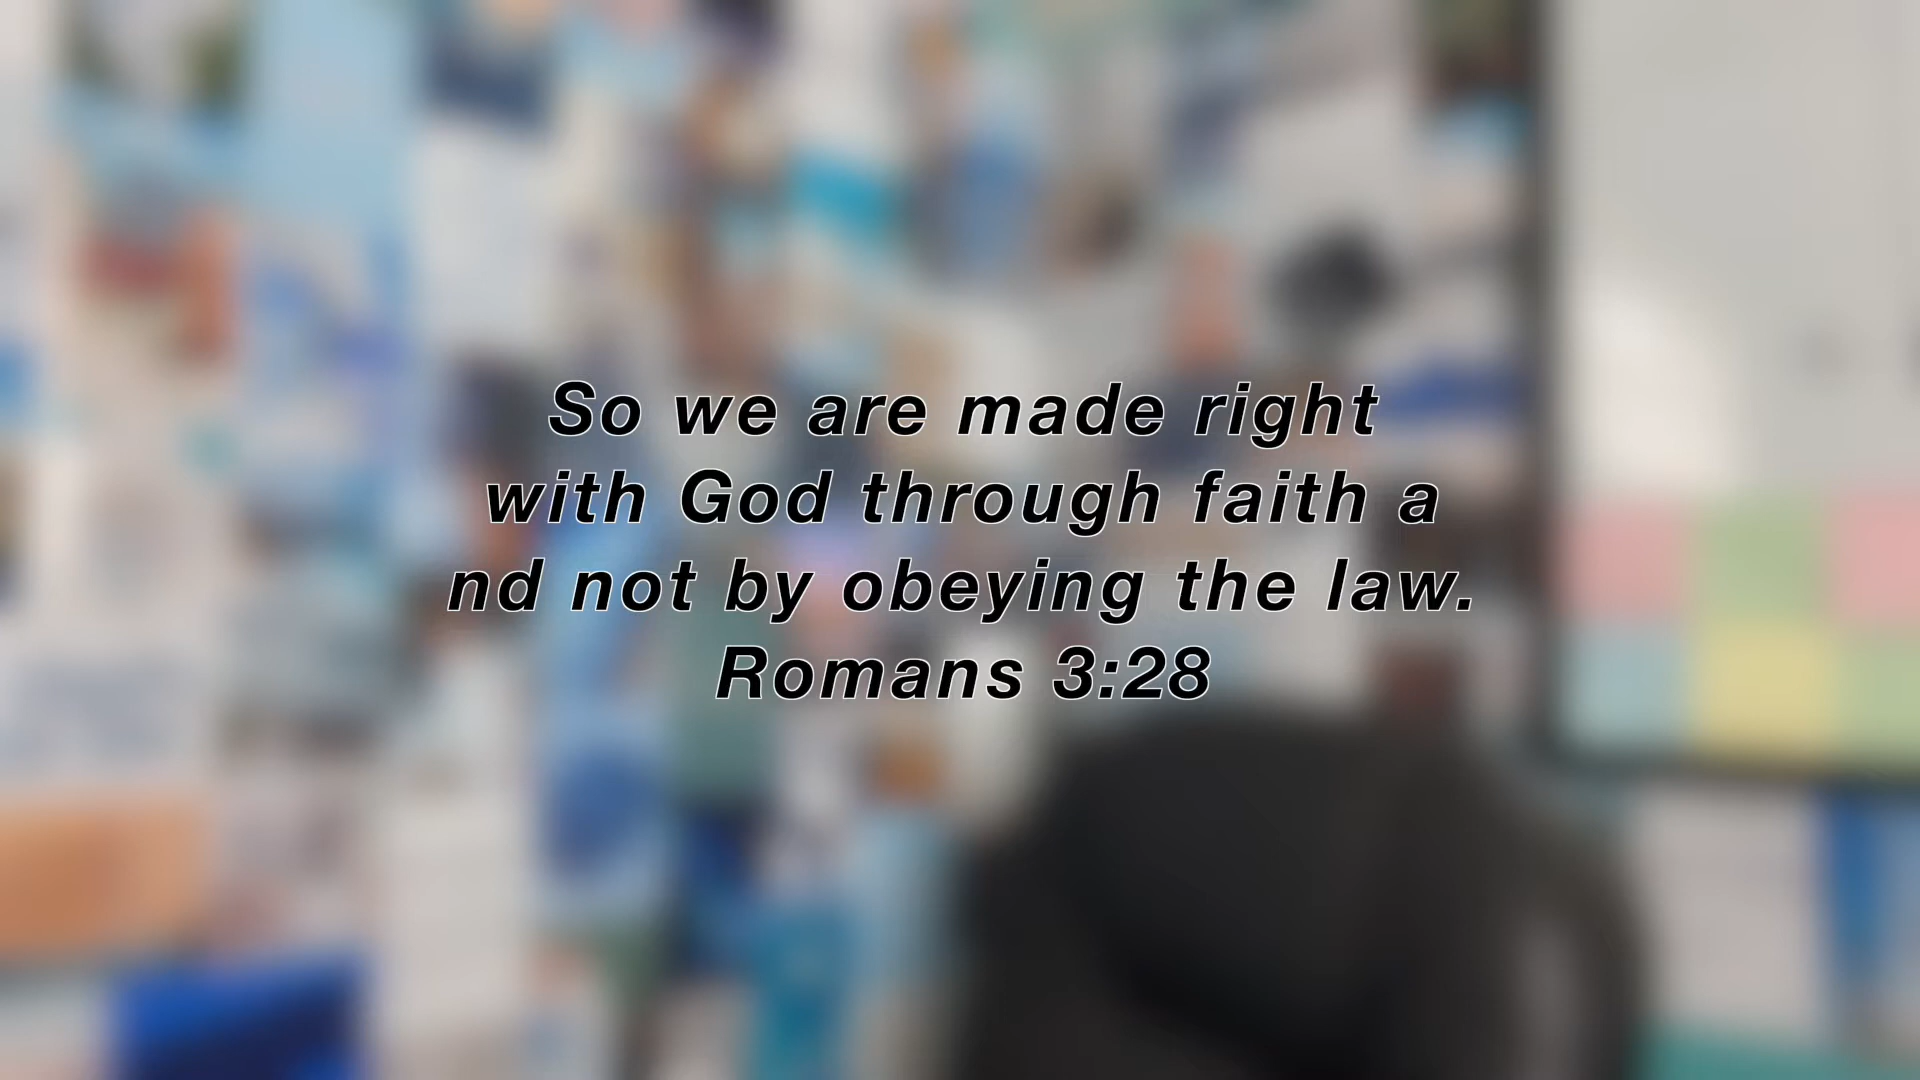 So we are made right
with God through faith a
nd not by obeying the law.
Romans 3:28